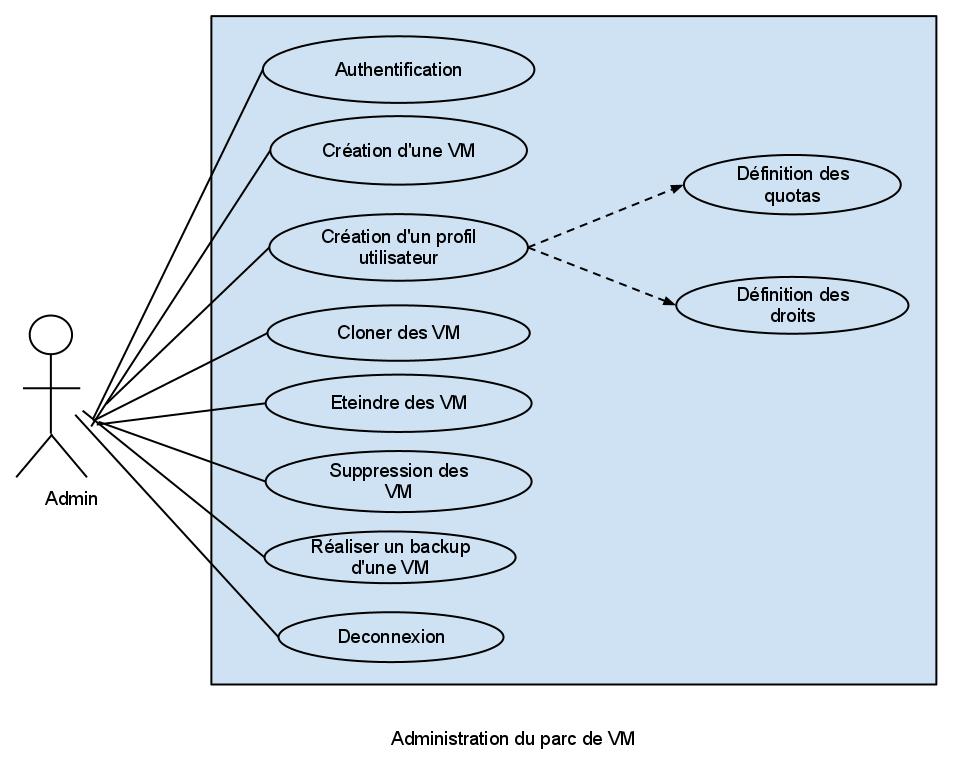 Authentification
Création d'une VM
Création d'un profil
utilisateur
Définition des
quotas
Définition des
droits
Cloner des VM
Eteindre des VM
Suppression des
VM
Réaliser un backup
d'une VM
Deconnexion
Admin
Administration du parc de VM